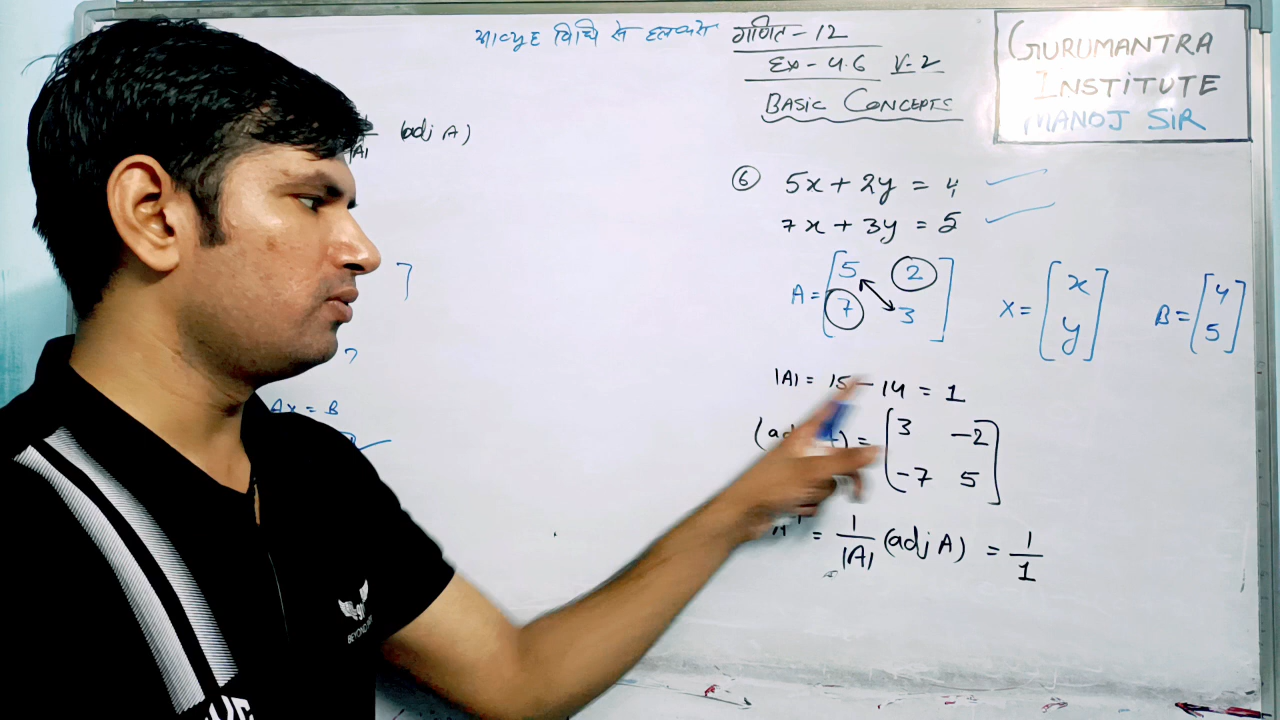 आव्यूह विधि से हल करो गणित-12
Ex-4.6 V-2
BASIC CONCEPTS
GURUMANTRA
INSTITUTE
MANOJ SIR
|A| (adj A)
⑥ 5x + 2y = 4
7x + 3y = 5
A = [5 2
7 3]
X = [x
y]
B = [4
5]
|A| = 15 - 14 = 1
(adj A) = [3 -2
-7 5]
A⁻¹ = 1/|A| (adj A) = 1/1
AX = B